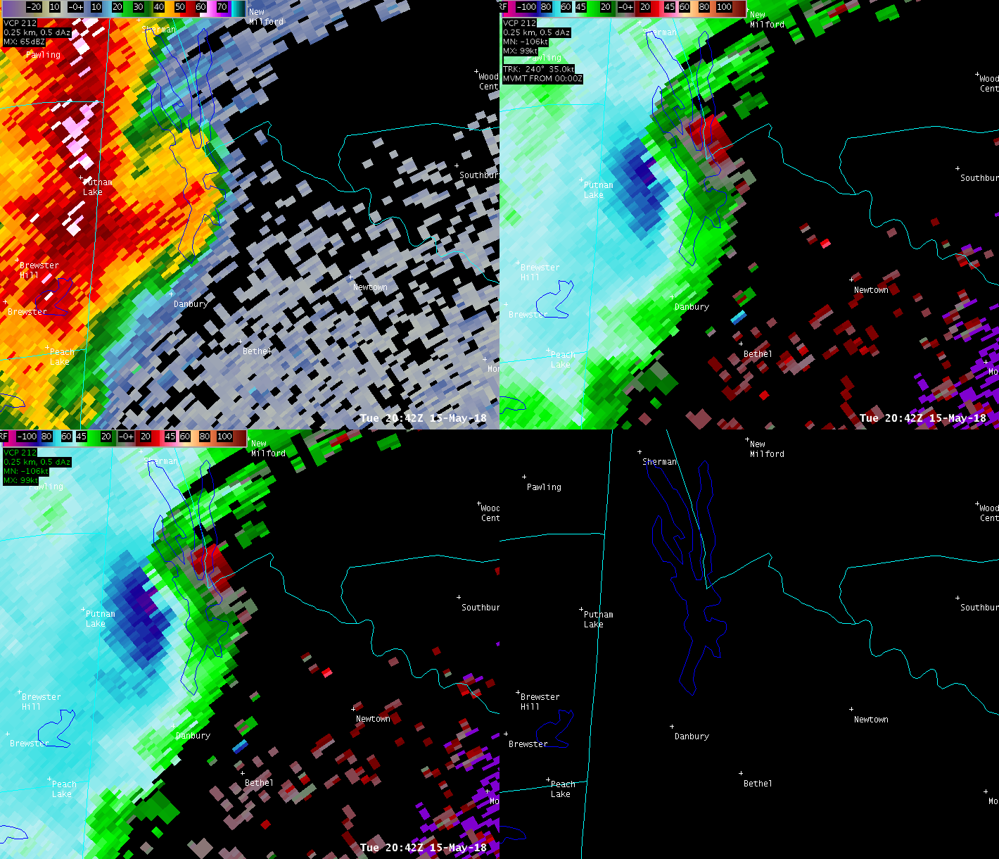 -20 10 -0+ 10 20 30 40 50 60 70
VCP 212
0.25 km, 0.5 dAz
MX: 65dBZ
New
Milford
Sherman
Pawling
Wood
Cent
Putnam
Lake
Southbur
Brewster
Hill
Newtown
Brewster
Danbury
Peach
Lake
Bethel
Mon
Tue 20:42Z 15-May-18
RF -100 80 60 45 20 -0+ 20 45 60 80 100
VCP 212
0.25 km, 0.5 dAz
MN: -106kt
MX: 99kt
TRK: 240° 35.0kt
MVMT FROM 00:00Z
New
Milford
Sherman
Pawling
Wood
Cent
Putnam
Lake
Southbur
Brewster
Hill
Newtown
Brewster
Danbury
Peach
Lake
Bethel
Mo
Tue 20:42Z 15-May-18
RF -100 80 60 45 20 -0+ 20 45 60 80 100
VCP 212
0.25 km, 0.5 dAz
MN: -106kt
MX: 99kt
New
Milford
Sherman
Pawling
Wood
Cent
Putnam
Lake
Southbur
Brewster
Hill
Newtown
Brewster
Danbury
Peach
Lake
Bethel
Mo
Tue 20:42Z 15-May-18
New
Milford
Sherman
Pawling
Wood
Cent
Putnam
Lake
Southbur
Brewster
Hill
Newtown
Brewster
Danbury
Peach
Lake
Bethel
Mo